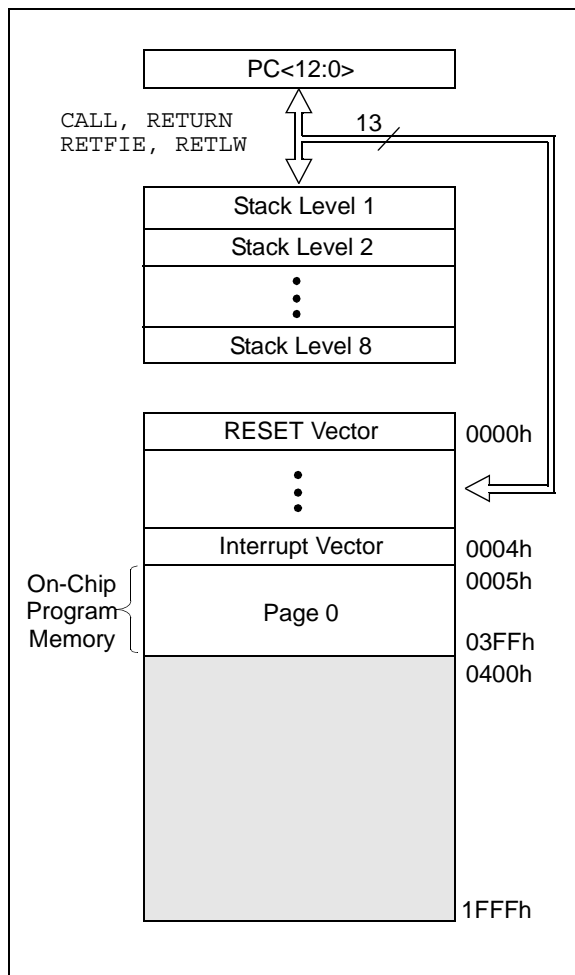 PC<12:0>
CALL, RETURN
RETFIE, RETLW
13
Stack Level 1
Stack Level 2
Stack Level 8
RESET Vector
0000h
Interrupt Vector
0004h
On-Chip
Program
Memory
0005h
Page 0
03FFh
0400h
1FFFh